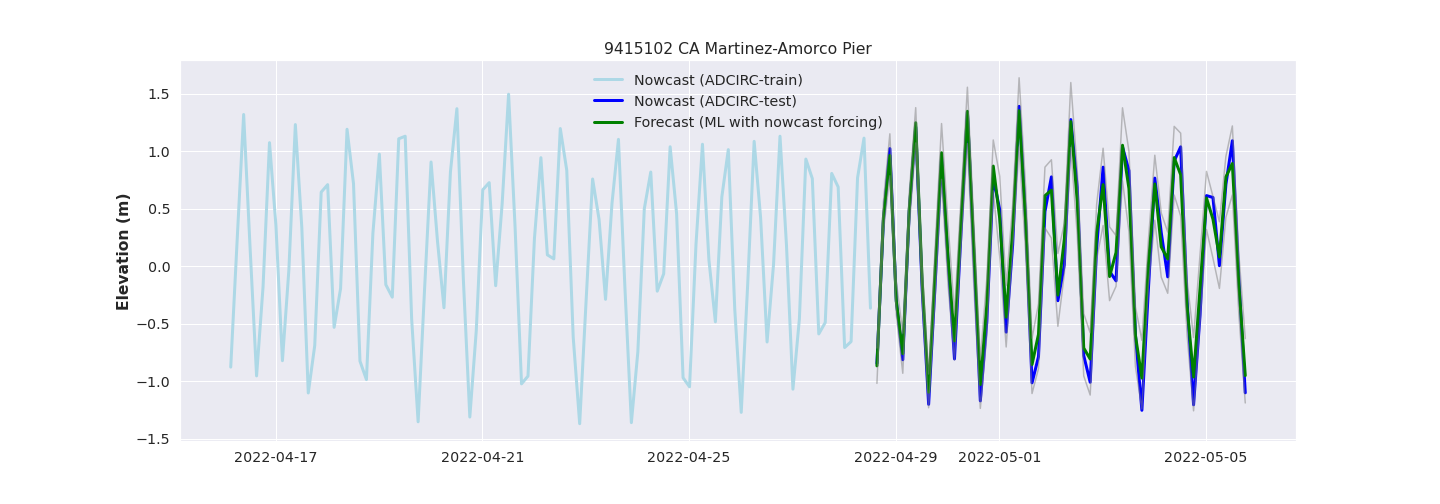 9415102 CA Martinez-Amorco Pier
Nowcast (ADCIRC-train)
Nowcast (ADCIRC-test)
Forecast (ML with nowcast forcing)
Elevation (m)
1.5
1.0
0.5
0.0
−0.5
−1.0
−1.5
2022-04-17 2022-04-21 2022-04-25 2022-04-29 2022-05-01 2022-05-05